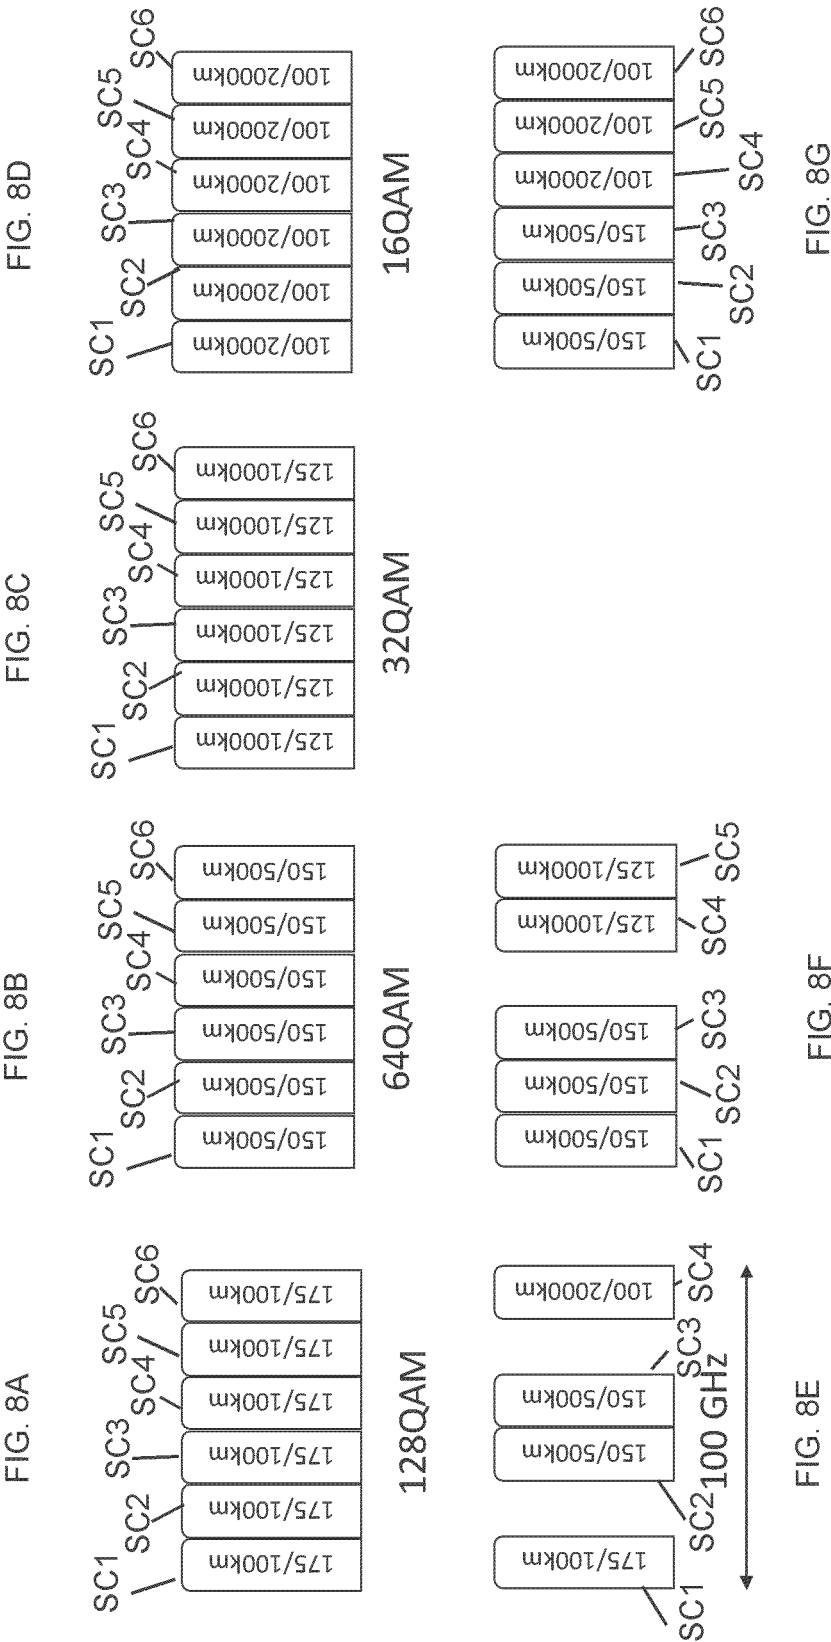 FIG. 8A
SC1
SC2
SC3
SC4
SC5
SC6
175/100km
175/100km
175/100km
175/100km
175/100km
175/100km
128QAM
FIG. 8B
SC1
SC2
SC3
SC4
SC5
SC6
150/500km
150/500km
150/500km
150/500km
150/500km
150/500km
64QAM
FIG. 8C
SC1
SC2
SC3
SC4
SC5
SC6
125/1000km
125/1000km
125/1000km
125/1000km
125/1000km
125/1000km
32QAM
FIG. 8D
SC1
SC2
SC3
SC4
SC5
SC6
100/2000km
100/2000km
100/2000km
100/2000km
100/2000km
100/2000km
16QAM
175/100km
150/500km
150/500km
100/2000km
SC1
SC2
SC3
SC4
100 GHz
FIG. 8E
150/500km
150/500km
150/500km
125/1000km
125/1000km
SC1
SC2
SC3
SC4
SC5
FIG. 8F
150/500km
150/500km
150/500km
100/2000km
100/2000km
100/2000km
SC1
SC2
SC3
SC4
SC5
SC6
FIG. 8G